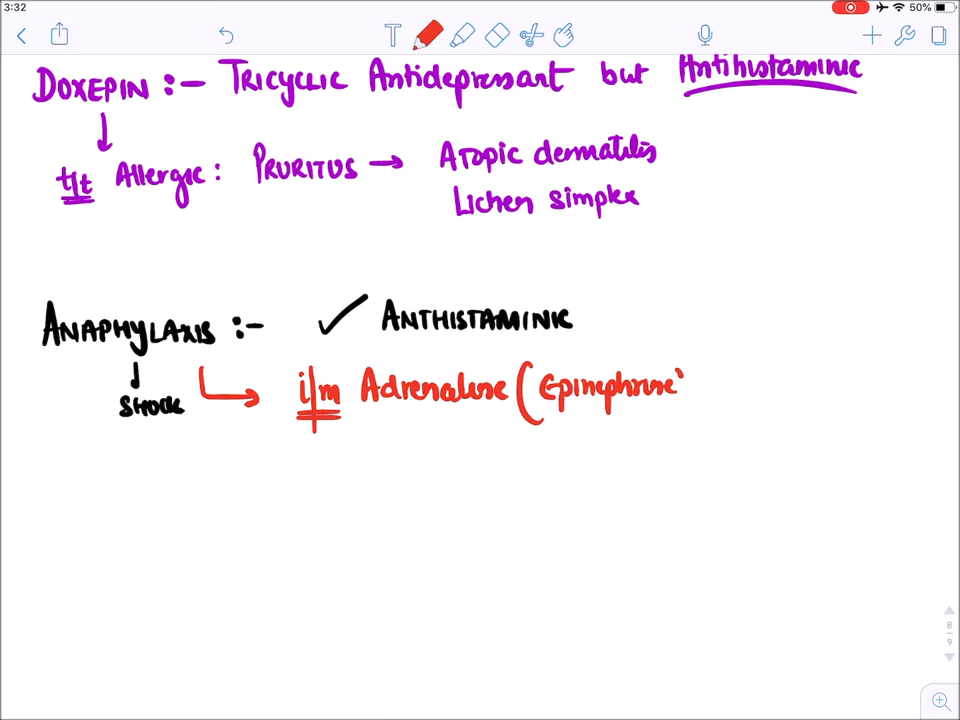 3:32
50%
T
DOXEPIN :- TRICYCLIC Antidepressant but Antihistaminic
t/t Allergic : PRURITUS → Atopic dermatitis
Lichen simplex
ANAPHYLAXIS :- ✓ ANTHISTAMINIC
↓ ↳ i/m Adrenaline (Epinephrine)
SHOCK
8
9